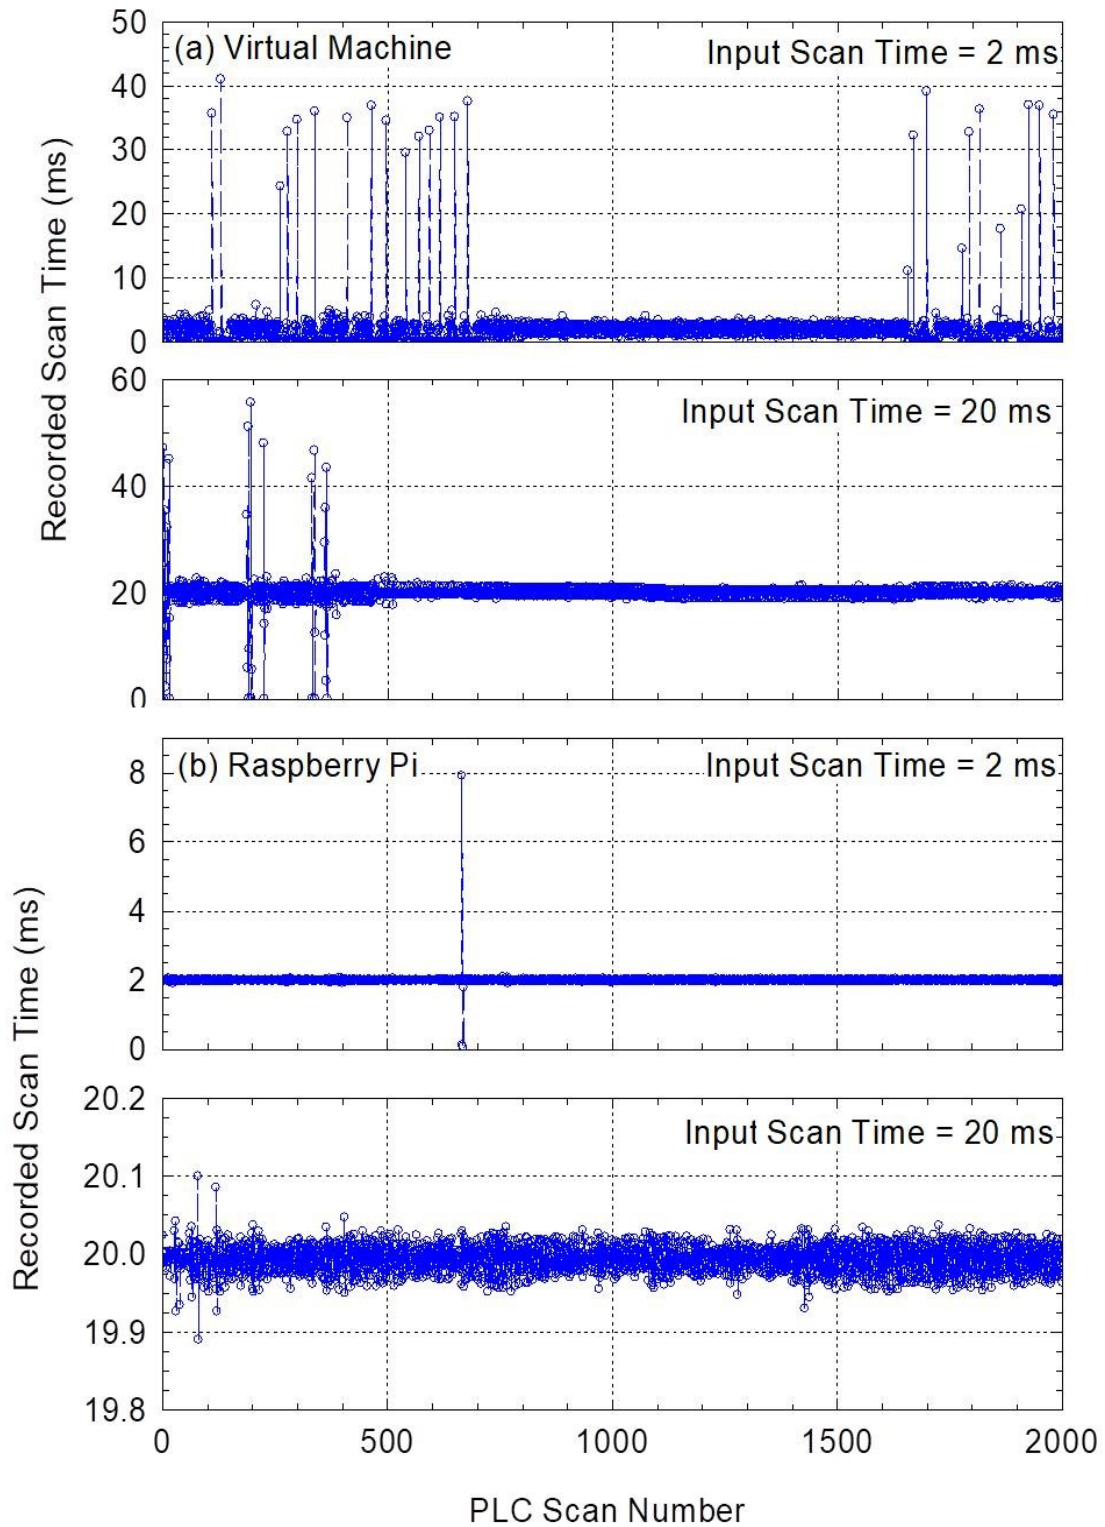 50
(a) Virtual Machine Input Scan Time = 2 ms
40
30
20
10
0
Recorded Scan Time (ms)
60
Input Scan Time = 20 ms
40
20
0
(b) Raspberry Pi Input Scan Time = 2 ms
8
6
4
2
0
Recorded Scan Time (ms)
20.2
Input Scan Time = 20 ms
20.1
20.0
19.9
19.8
0 500 1000 1500 2000
PLC Scan Number